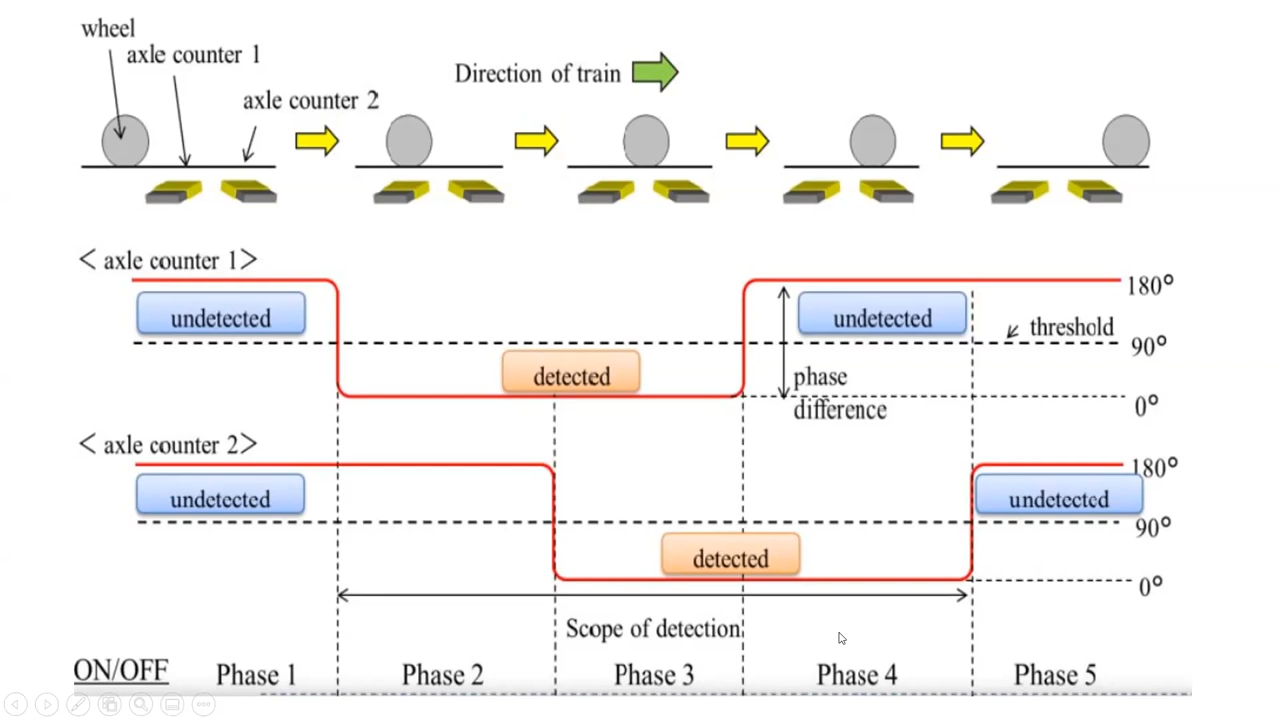 wheel
axle counter 1
Direction of train
axle counter 2
< axle counter 1>
180°
undetected
undetected
threshold
90°
detected
phase
difference
0°
< axle counter 2>
180°
undetected
undetected
90°
detected
0°
Scope of detection
ON/OFF Phase 1 Phase 2 Phase 3 Phase 4 Phase 5